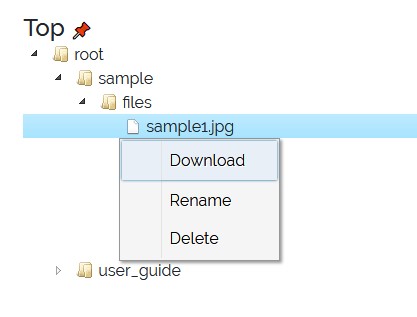 Top
root
sample
files
sample1.jpg
Download
Rename
Delete
user_guide